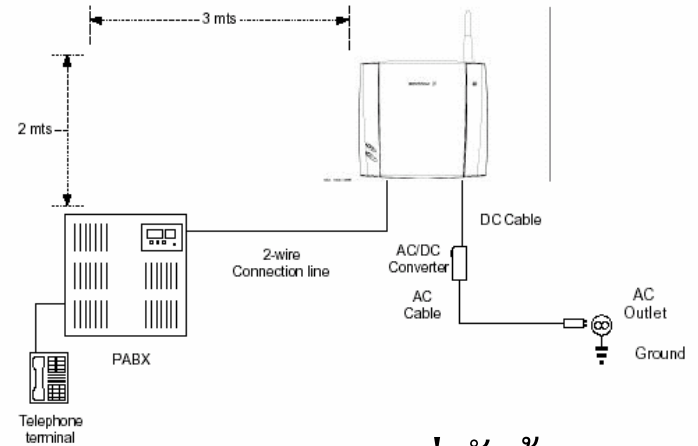 3 mts
2 mts
DC Cable
2-wire
Connection line
AC/DC
Converter
AC
Cable
AC
Outlet
Ground
PABX
Telephone
terminal